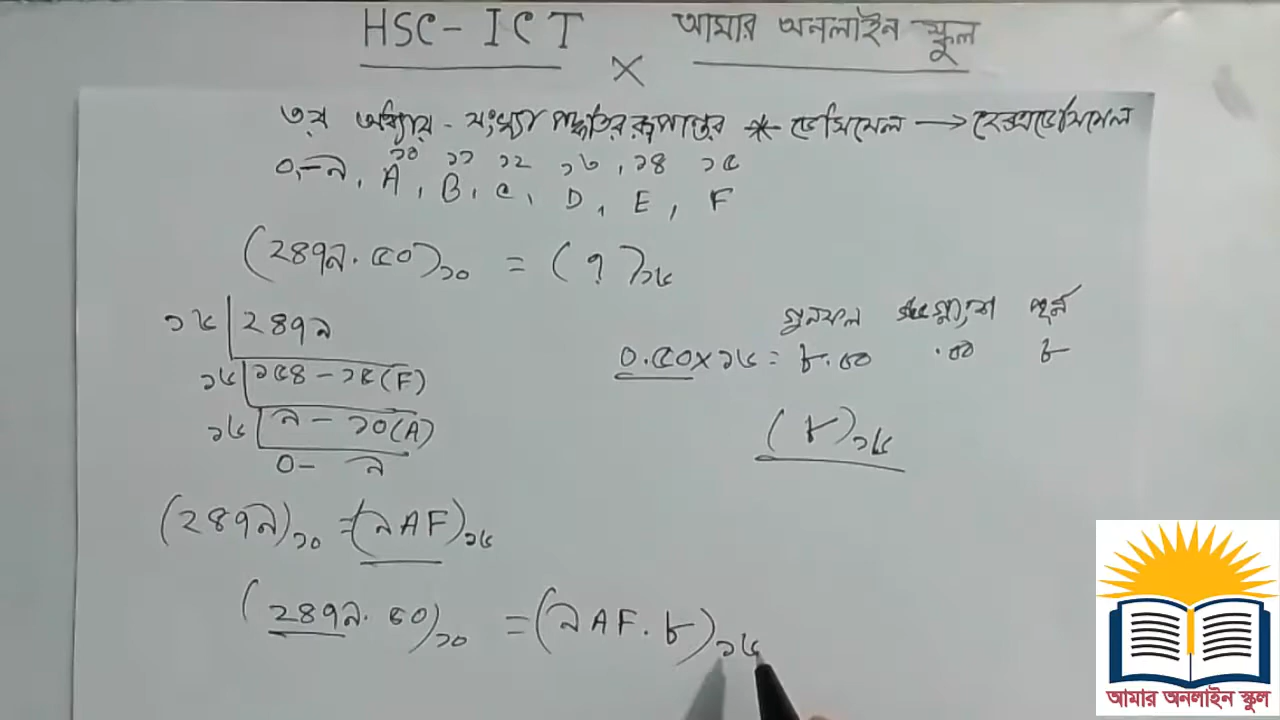 HSC-ICT আমার অনলাইন স্কুল
×
৩য় অধ্যায় - সংখ্যা পদ্ধতির রূপান্তর * ডেসিমেল → হেক্সাডেসিমেল
১০ ১১ ১২ ১৩, ১৪ ১৫
০,-৯, A, B, C, D, E, F
(২৪৭৯.৫০)১০ = (?)১৬
১৬ ২৪৭৯
১৬ ১৫৪ - ১৫(F)
১৬ ৯ - ১০(A)
০- ৯
গুনফল ভগ্নাংশ পূর্ন
০.৫০×১৬ = ৮.০০ .০০ ৮
(৮)১৬
(২৪৭৯)১০ = (৯AF)১৬
(২৪৭৯.৫০)১০ = (৯AF.৮)১৬
আমার অনলাইন স্কুল